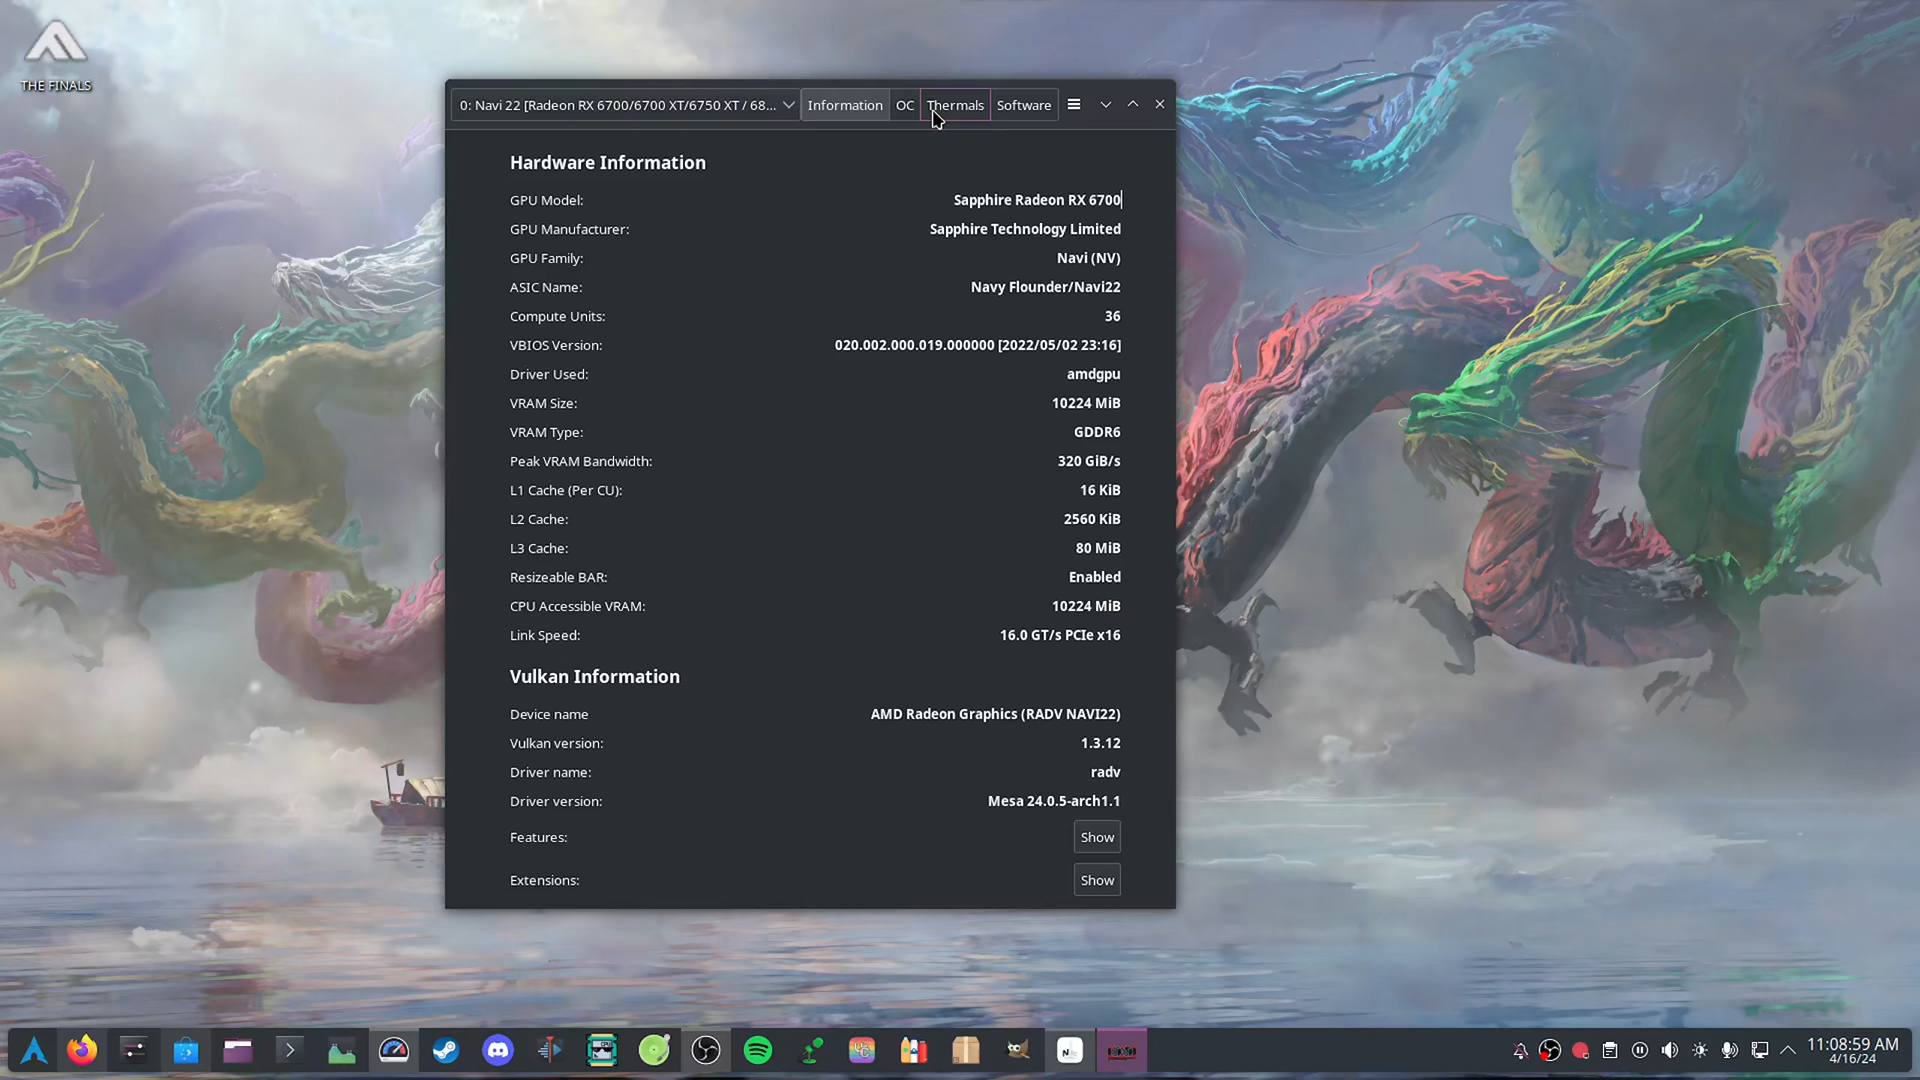 THE FINALS
0: Navi 22 [Radeon RX 6700/6700 XT/6750 XT / 68... Information OC Thermals Software
Hardware Information
GPU Model: Sapphire Radeon RX 6700
GPU Manufacturer: Sapphire Technology Limited
GPU Family: Navi (NV)
ASIC Name: Navy Flounder/Navi22
Compute Units: 36
VBIOS Version: 020.002.000.019.000000 [2022/05/02 23:16]
Driver Used: amdgpu
VRAM Size: 10224 MiB
VRAM Type: GDDR6
Peak VRAM Bandwidth: 320 GiB/s
L1 Cache (Per CU): 16 KiB
L2 Cache: 2560 KiB
L3 Cache: 80 MiB
Resizeable BAR: Enabled
CPU Accessible VRAM: 10224 MiB
Link Speed: 16.0 GT/s PCIe x16
Vulkan Information
Device name AMD Radeon Graphics (RADV NAVI22)
Vulkan version: 1.3.12
Driver name: radv
Driver version: Mesa 24.0.5-arch1.1
Features: Show
Extensions: Show
11:08:59 AM
4/16/24